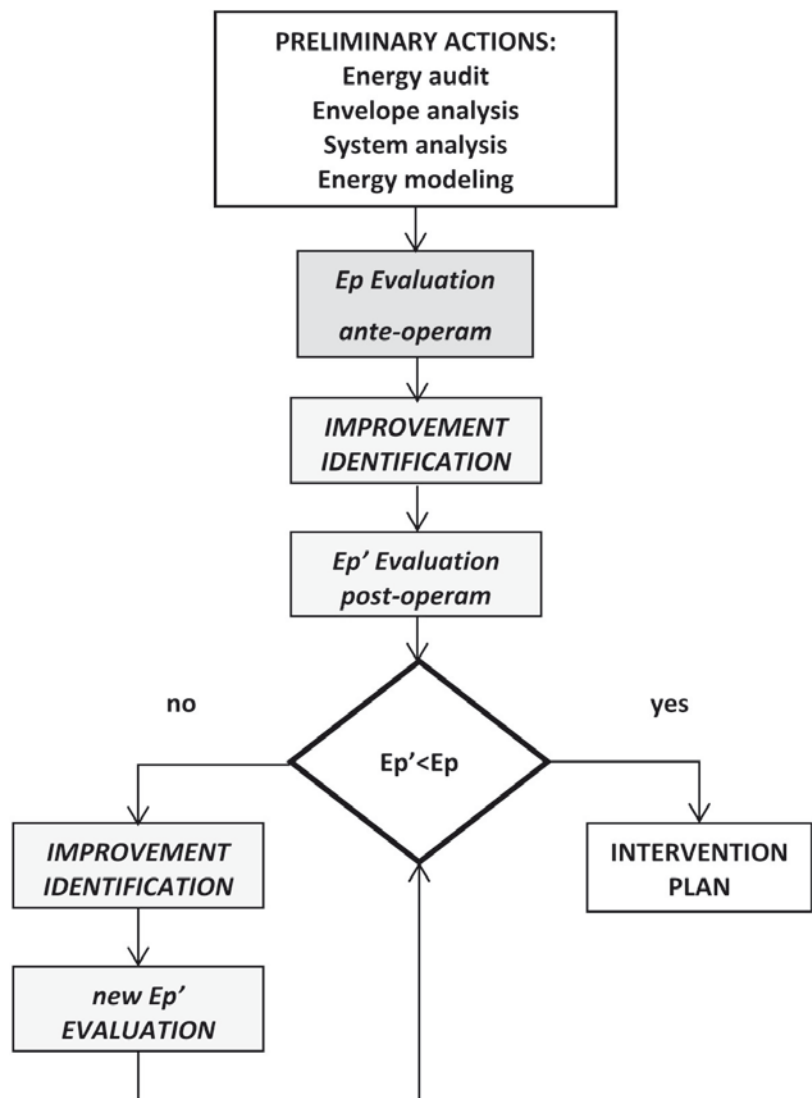 PRELIMINARY ACTIONS:
Energy audit
Envelope analysis
System analysis
Energy modeling
Ep Evaluation
ante-operam
IMPROVEMENT
IDENTIFICATION
Ep’ Evaluation
post-operam
no
yes
Ep’<Ep
IMPROVEMENT
IDENTIFICATION
INTERVENTION
PLAN
new Ep’
EVALUATION